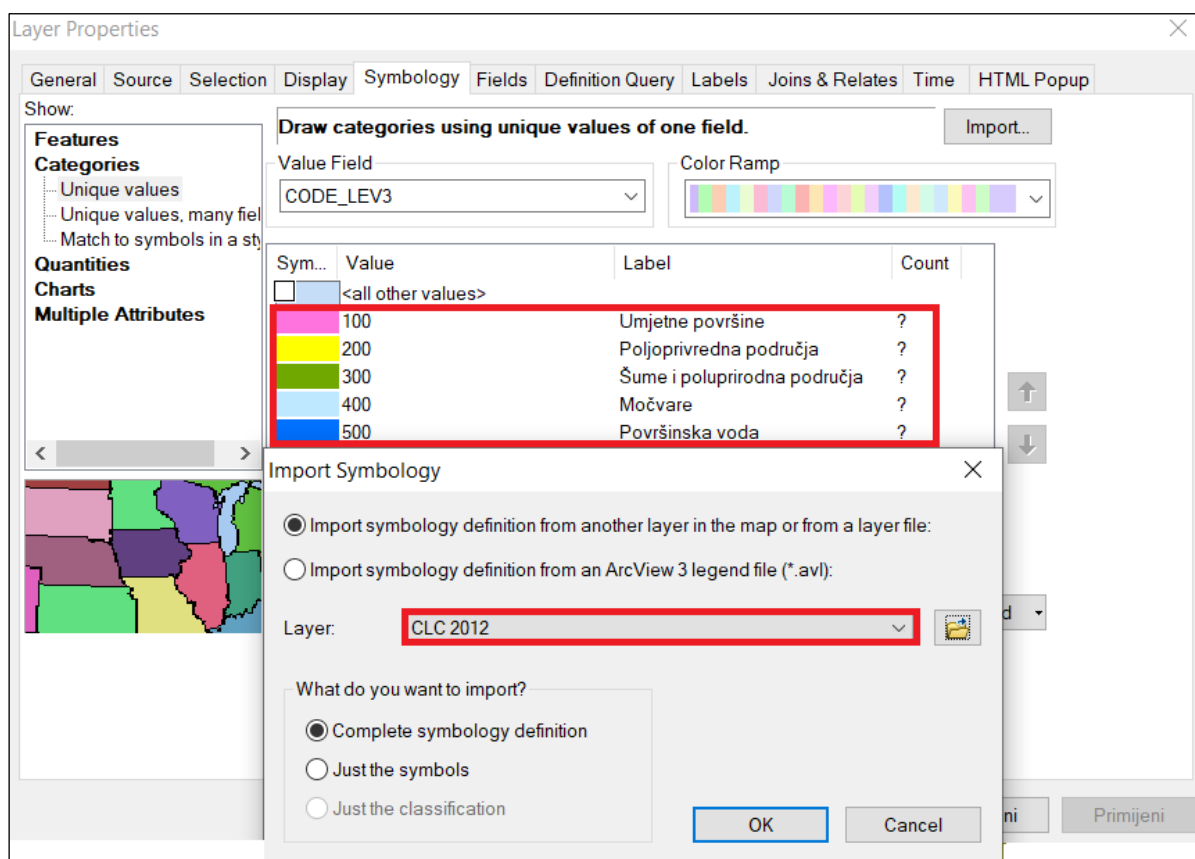 Layer Properties
General Source Selection Display Symbology Fields Definition Query Labels Joins & Relates Time HTML Popup
Show:
Features
Categories
Unique values
Unique values, many fiel
Match to symbols in a sty
Quantities
Charts
Multiple Attributes
Draw categories using unique values of one field.
Import...
Value Field
CODE_LEV3
Color Ramp
Sym... Value Label Count
<all other values>
100 Umjetne površine ?
200 Poljoprivredna područja ?
300 Šume i poluprirodna područja ?
400 Močvare ?
500 Površinska voda ?
Import Symbology
Import symbology definition from another layer in the map or from a layer file:
Import symbology definition from an ArcView 3 legend file (*.avl):
Layer: CLC 2012
d
What do you want to import?
Complete symbology definition
Just the symbols
Just the classification
OK Cancel
ni Primijeni